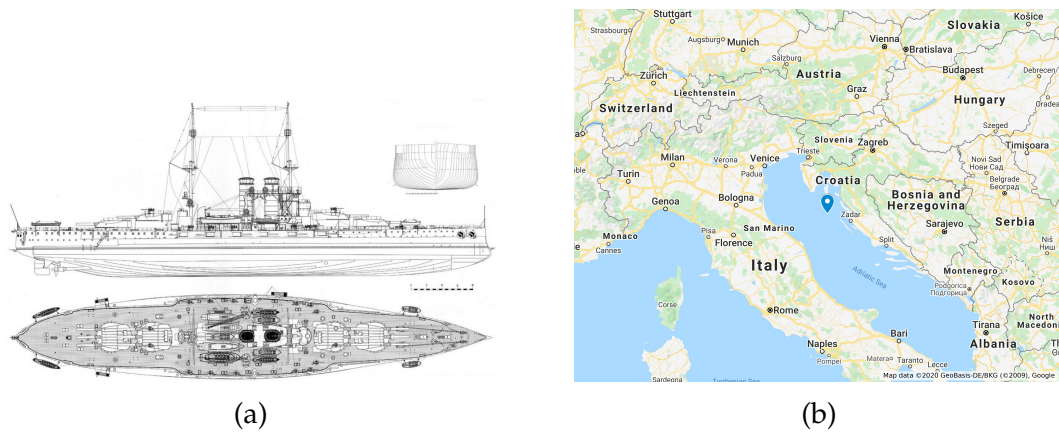 Stuttgart
Strasbourg
Augsburg
Munich
Zürich
Liechtenstein
Switzerland
Salzburg
Austria
Graz
Vienna
Bratislava
Slovakia
Košice
Budapest
Debrecen
Hungary
Szeged
Timișoara
Oradea
Slovenia
Zagreb
Trieste
Croatia
Milan
Verona
Venice
Padua
Turin
Bologna
Genoa
San Marino
Zadar
Bosnia and
Herzegovina
Sarajevo
Novi Sad
Нови Сад
Belgrade
Београд
Serbia
Monaco
Cannes
Pisa
Florence
Split
Niš
Ниш
Italy
Adriatic Sea
Montenegro
Podgorica
Подгорица
Kosovo
Corse
Rome
Bari
Tirana
Albania
North
Macedonia
Naples
Pompei
Matera
Taranto
Lecce
Sardegna
Tyrrhenian Sea
Map data ©2020 GeoBasis-DE/BKG (©2009), Google
(a)
(b)